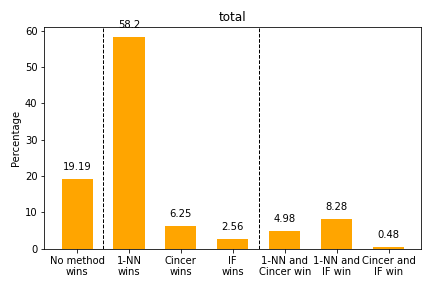 total
58.2
60
50
40
30
20
10
0
Percentage
19.19
6.25
2.56
4.98
8.28
0.48
No method
wins
1-NN
wins
Cincer
wins
IF
wins
1-NN and
Cincer win
1-NN and
IF win
Cincer and
IF win